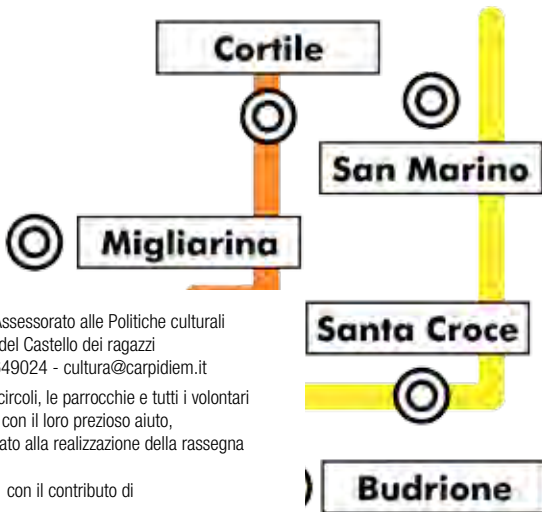 Cortile
San Marino
Migliarina
Assessorato alle Politiche culturali
del Castello dei ragazzi
649024 - cultura@carpidiem.it
circoli, le parrocchie e tutti i volontari
con il loro prezioso aiuto,
ato alla realizzazione della rassegna
con il contributo di
Santa Croce
Budrione